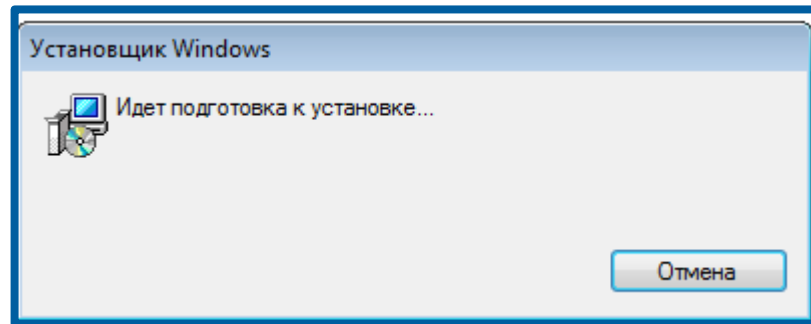 Установщик Windows
Идет подготовка к установке...
Отмена